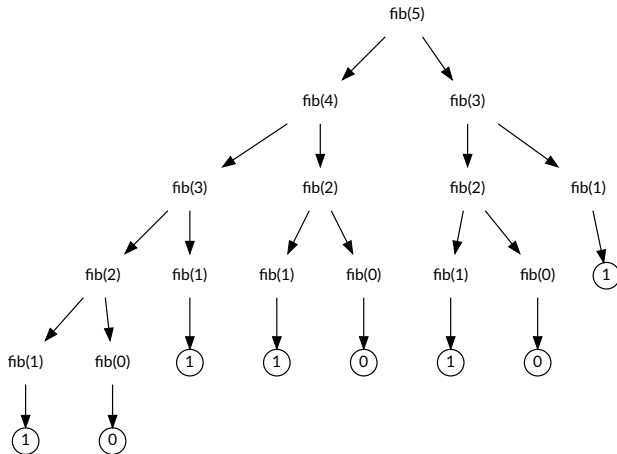 fib(5)
fib(4) fib(3)
fib(3) fib(2) fib(2) fib(1)
fib(2) fib(1) fib(1) fib(0) fib(1) fib(0) 1
fib(1) fib(0) 1 1 0 1 0
1 0